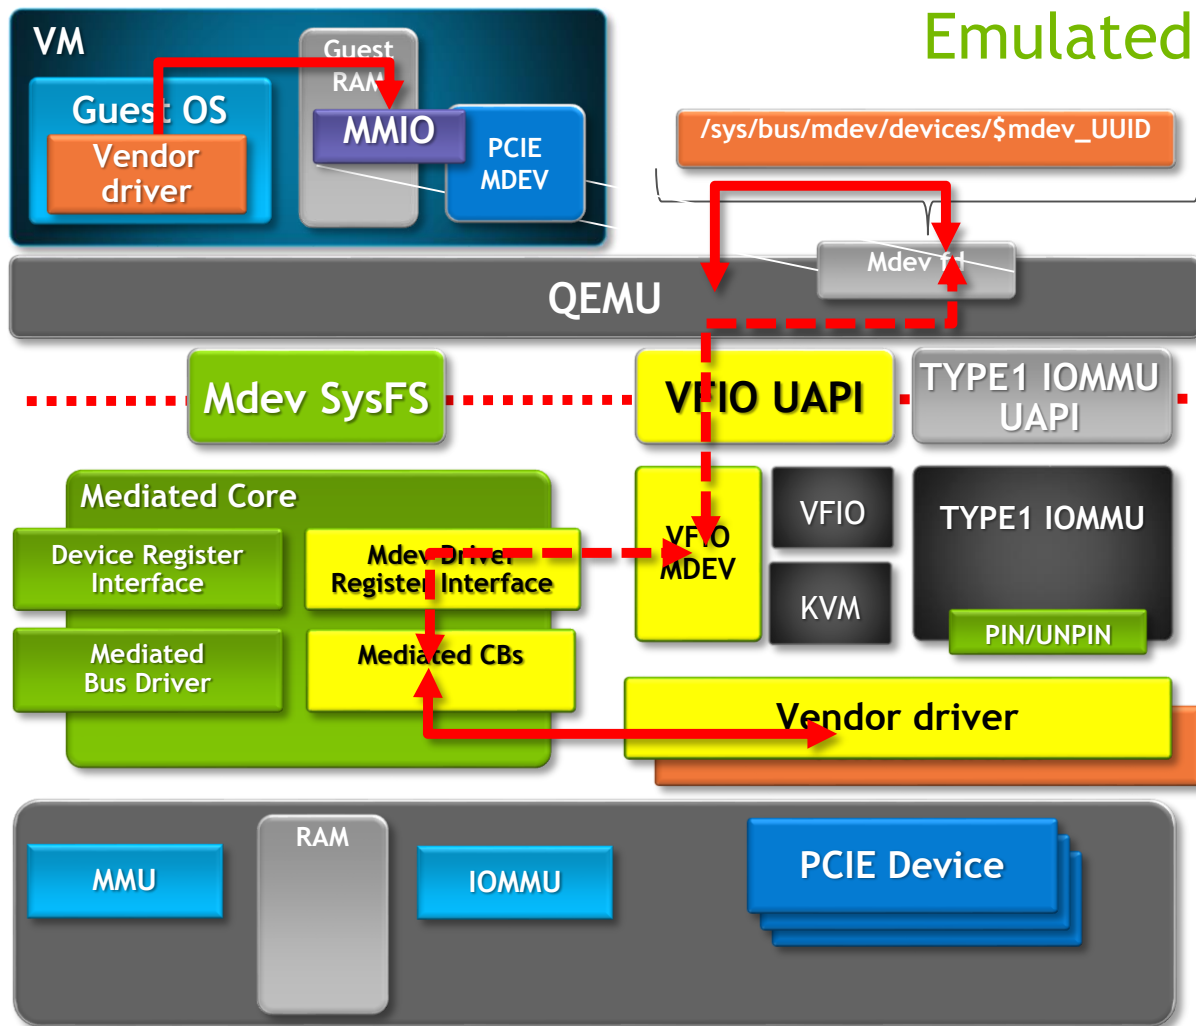 Emulated
VM
Guest
RAM
Guest OS
MMIO
Vendor
driver
PCIE
MDEV
/sys/bus/mdev/devices/$mdev_UUID
Mdev fd
QEMU
Mdev SysFS
VFIO UAPI
TYPE1 IOMMU
UAPI
Mediated Core
Device Register
Interface
Mdev Driver
Register Interface
Mediated
Bus Driver
Mediated CBs
VFIO
MDEV
VFIO
KVM
TYPE1 IOMMU
PIN/UNPIN
Vendor driver
MMU
RAM
IOMMU
PCIE Device